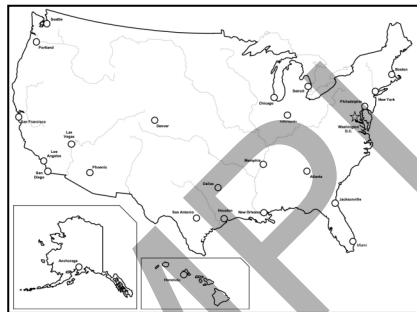 Seattle
Portland
Boston
Detroit
Chicago
New York
Philadelphia
San Francisco
Denver
Washington
D.C.
Las
Vegas
Los
Angeles
Memphis
Phoenix
Atlanta
San
Diego
Dallas
Jacksonville
San Antonio
Houston
New Orleans
Miami
Anchorage
Honolulu